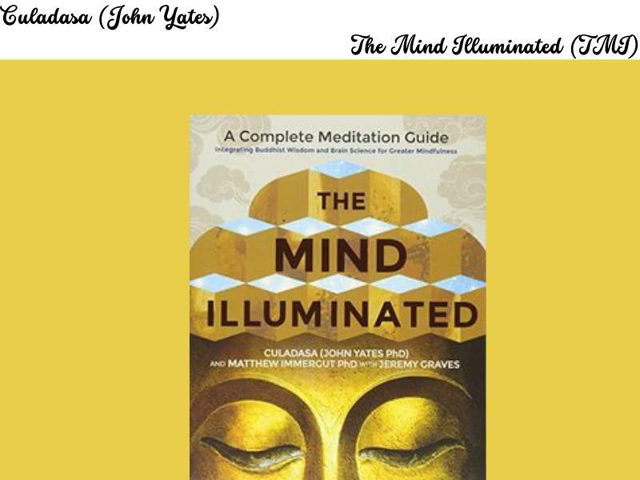 Culadasa (John Yates)
The Mind Illuminated (TMI)
A Complete Meditation Guide
Integrating Buddhist Wisdom and Brain Science for Greater Mindfulness
THE
MIND
ILLUMINATED
CULADASA (JOHN YATES PhD)
AND MATTHEW IMMERGUT PhD WITH JEREMY GRAVES